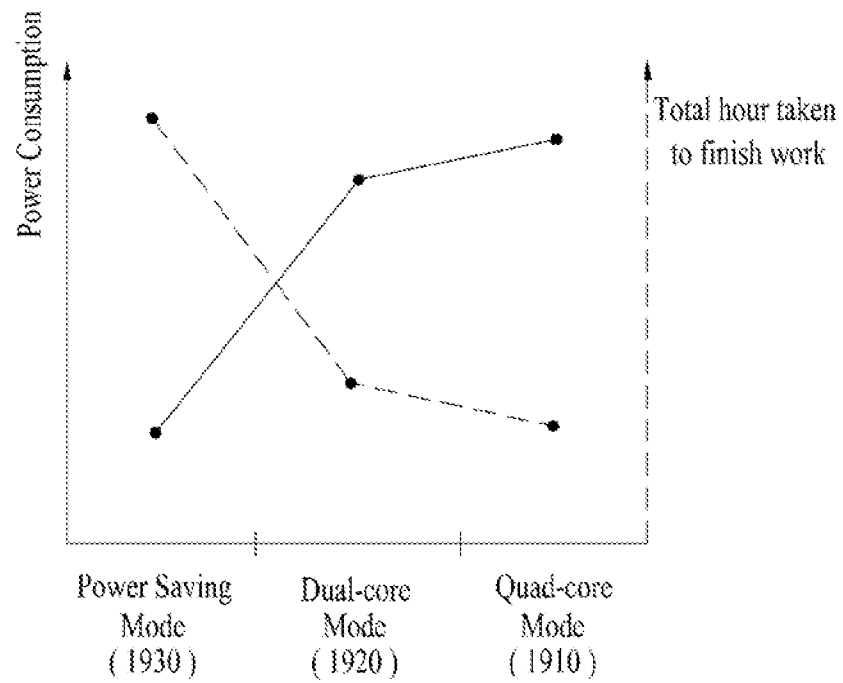 Power Consumption
Total hour taken
to finish work
Power Saving
Mode
( 1930 )
Dual-core
Mode
( 1920 )
Quad-core
Mode
( 1910 )